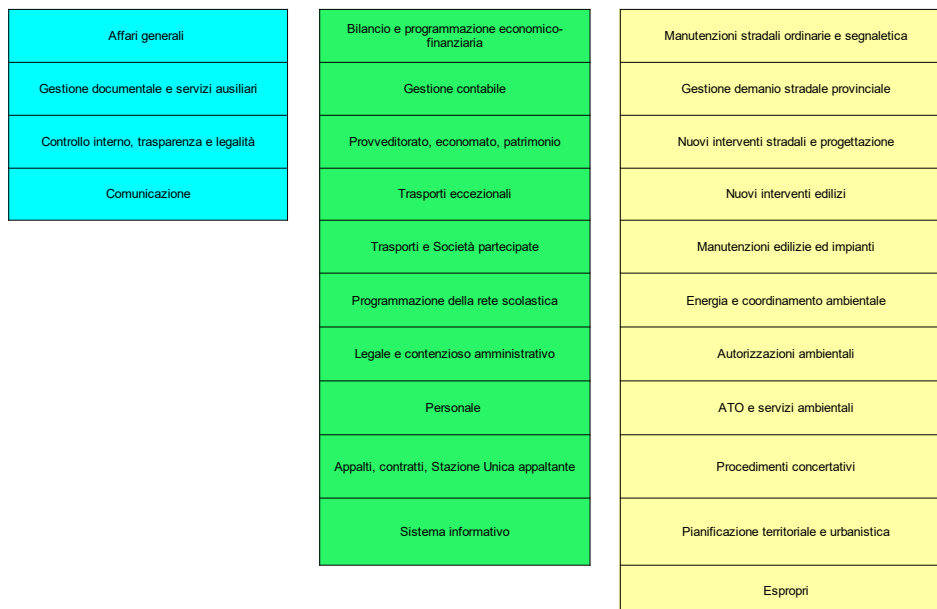 Affari generali
Gestione documentale e servizi ausiliari
Controllo interno, trasparenza e legalità
Comunicazione
Bilancio e programmazione economico-
finanziaria
Gestione contabile
Provveditorato, economato, patrimonio
Trasporti eccezionali
Trasporti e Società partecipate
Programmazione della rete scolastica
Legale e contenzioso amministrativo
Personale
Appalti, contratti, Stazione Unica appaltante
Sistema informativo
Manutenzioni stradali ordinarie e segnaletica
Gestione demanio stradale provinciale
Nuovi interventi stradali e progettazione
Nuovi interventi edilizi
Manutenzioni edilizie ed impianti
Energia e coordinamento ambientale
Autorizzazioni ambientali
ATO e servizi ambientali
Procedimenti concertativi
Pianificazione territoriale e urbanistica
Espropri